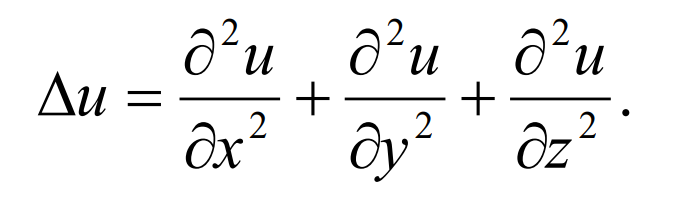 Δu = ∂²u/∂x² + ∂²u/∂y² + ∂²u/∂z².